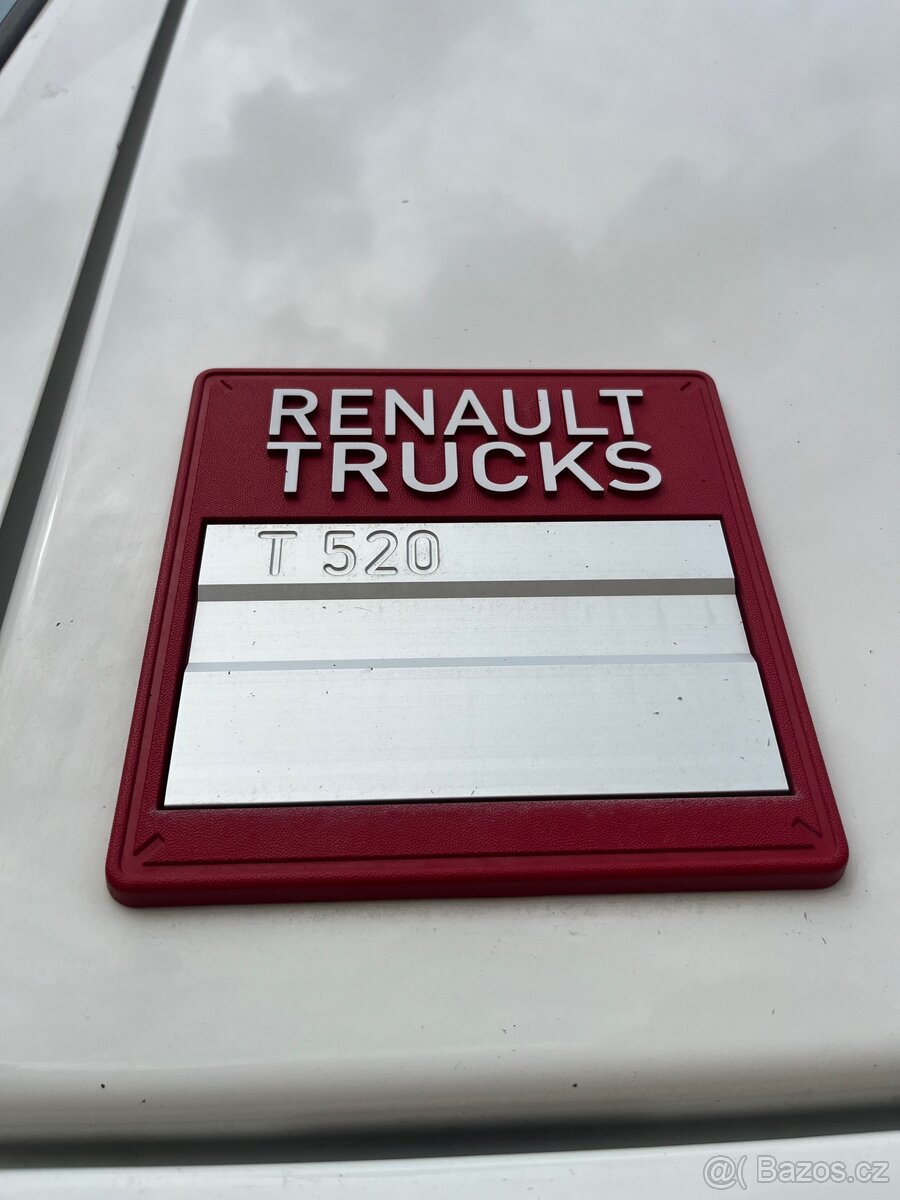 RENAULT
TRUCKS
T 520
@( Bazos.cz